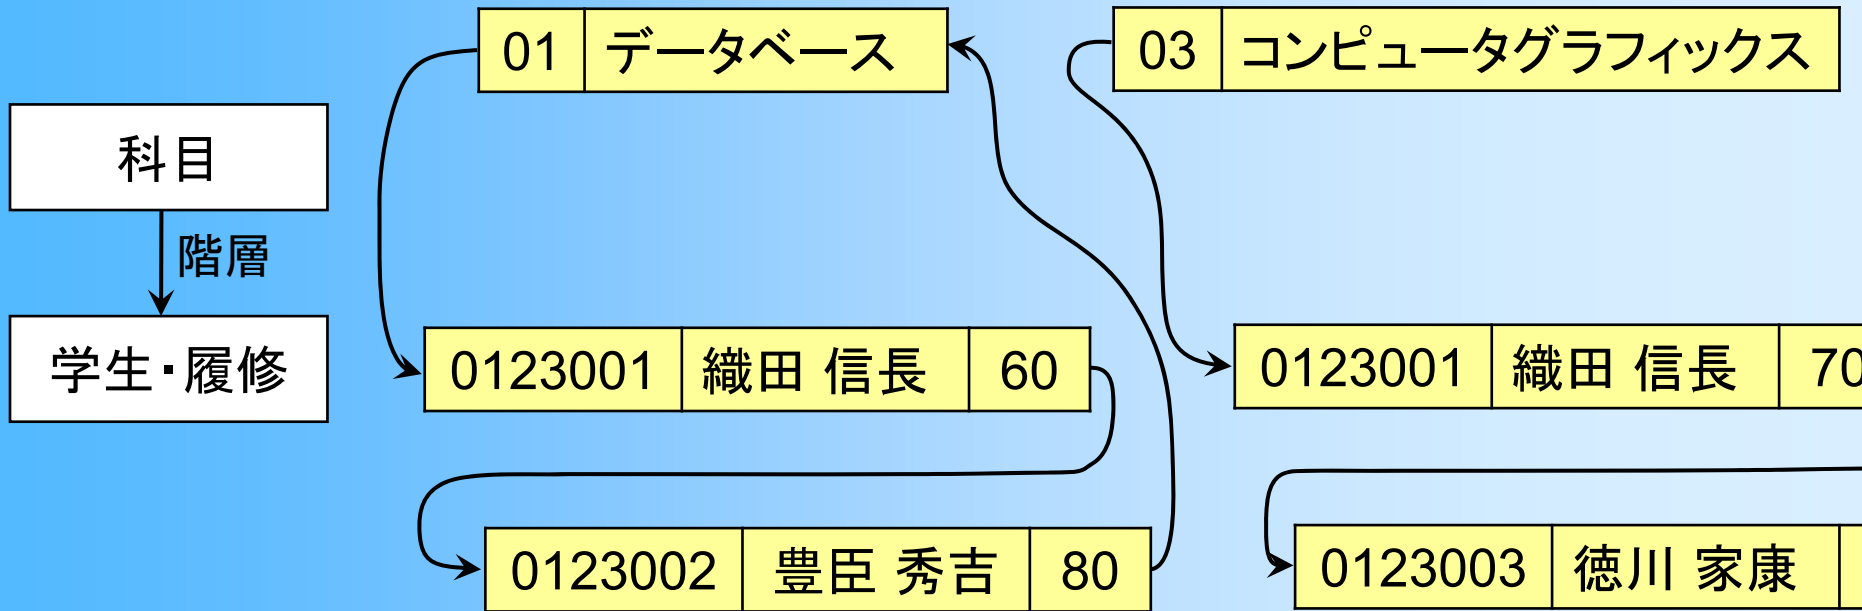 01 データベース
03 コンピュータグラフィックス
科目
階層
学生・履修
0123001 織田 信長 60
0123001 織田 信長 70
0123002 豊臣 秀吉 80
0123003 徳川 家康